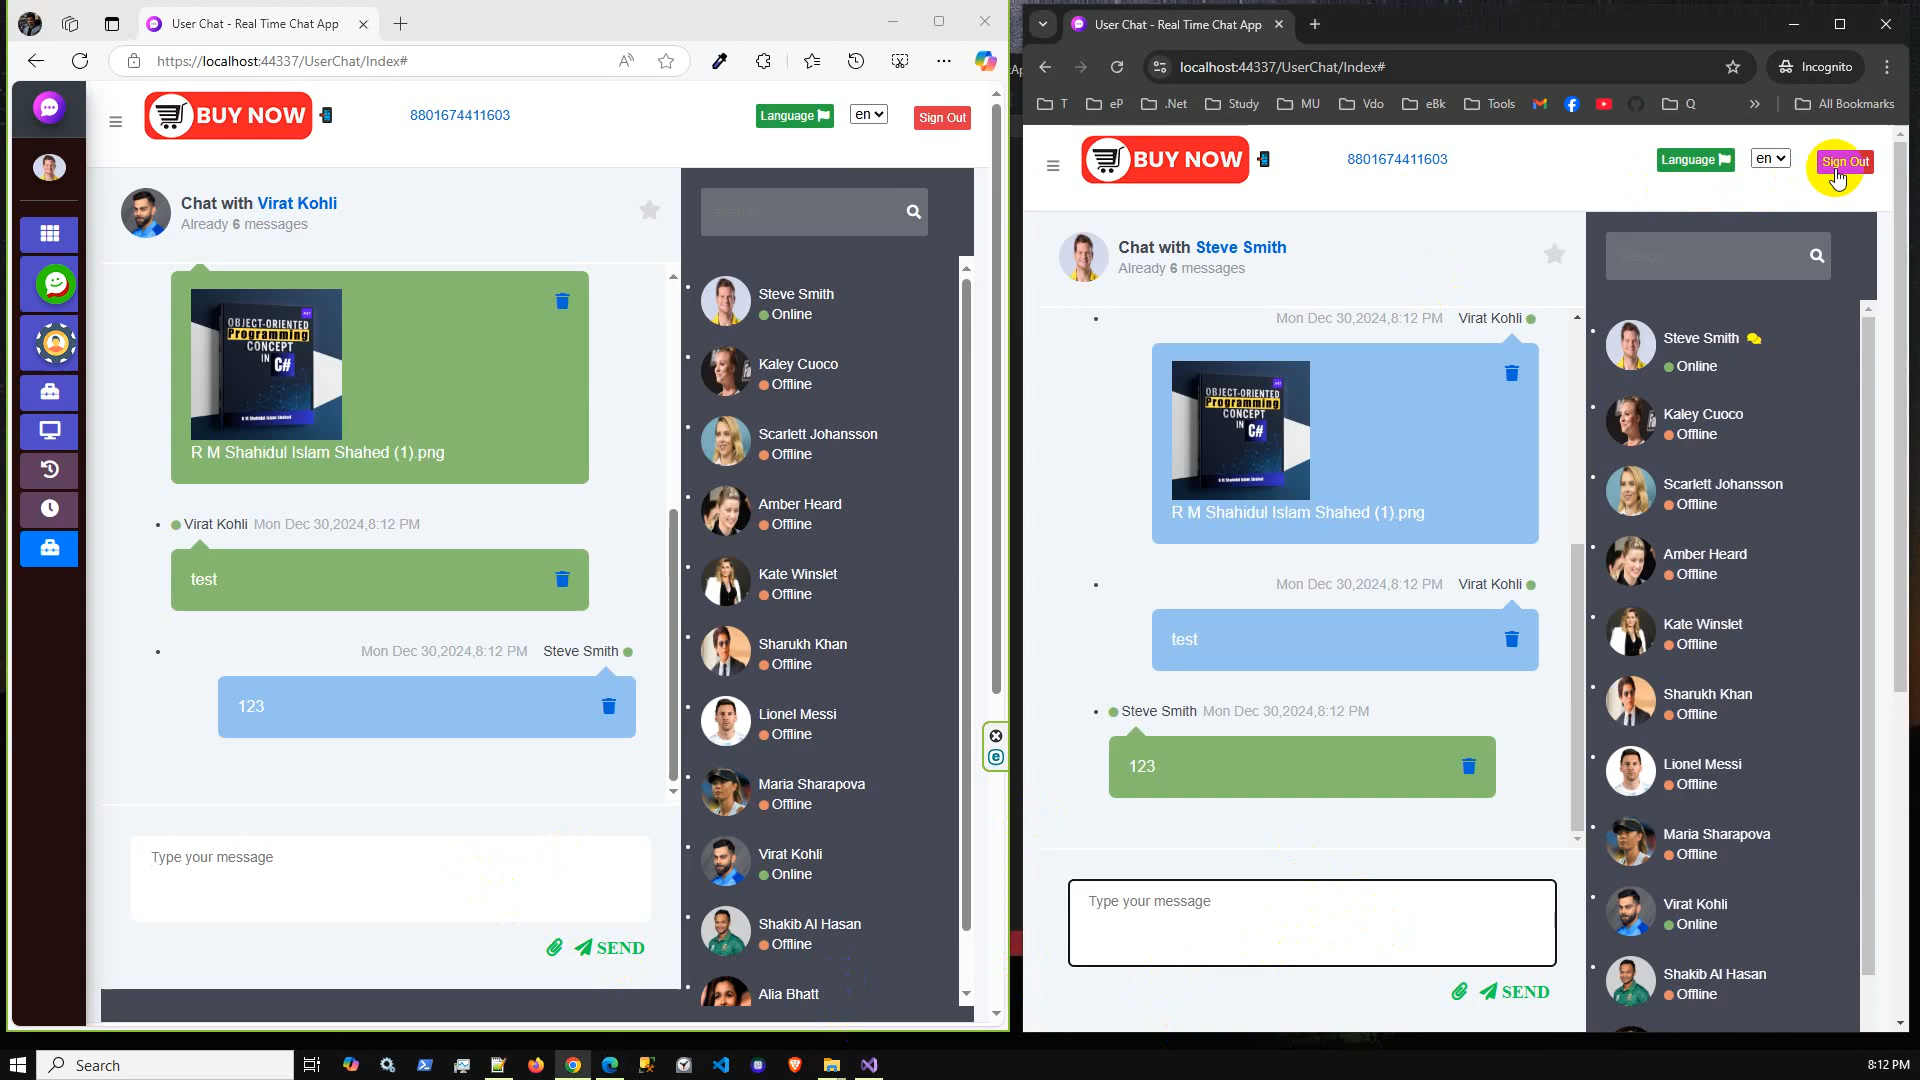 User Chat - Real Time Chat App
https://localhost:44337/UserChat/Index#
BUY NOW
8801674411603
Language
en
Sign Out
Chat with Virat Kohli
Already 6 messages
OBJECT-ORIENTED
Programming
CONCEPT
IN C#
R M Shahidul Islam Shahed
R M Shahidul Islam Shahed (1).png
Virat Kohli Mon Dec 30,2024,8:12 PM
test
Mon Dec 30,2024,8:12 PM Steve Smith
123
Type your message
SEND
Steve Smith
Online
Kaley Cuoco
Offline
Scarlett Johansson
Offline
Amber Heard
Offline
Kate Winslet
Offline
Sharukh Khan
Offline
Lionel Messi
Offline
Maria Sharapova
Offline
Virat Kohli
Online
Shakib Al Hasan
Offline
Alia Bhatt
User Chat - Real Time Chat App
localhost:44337/UserChat/Index#
Incognito
T
eP
.Net
Study
MU
Vdo
eBk
Tools
Q
All Bookmarks
BUY NOW
8801674411603
Language
en
Sign Out
Chat with Steve Smith
Already 6 messages
Mon Dec 30,2024,8:12 PM Virat Kohli
OBJECT-ORIENTED
Programming
CONCEPT
IN C#
R M Shahidul Islam Shahed
R M Shahidul Islam Shahed (1).png
Mon Dec 30,2024,8:12 PM Virat Kohli
test
Steve Smith Mon Dec 30,2024,8:12 PM
123
Type your message
SEND
Steve Smith
Online
Kaley Cuoco
Offline
Scarlett Johansson
Offline
Amber Heard
Offline
Kate Winslet
Offline
Sharukh Khan
Offline
Lionel Messi
Offline
Maria Sharapova
Offline
Virat Kohli
Online
Shakib Al Hasan
Offline
Search
8:12 PM